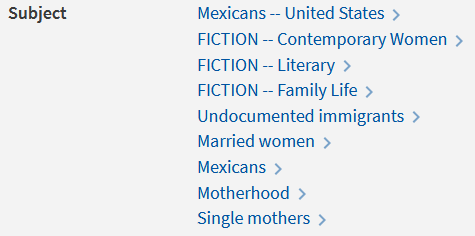 Subject Mexicans -- United States
FICTION -- Contemporary Women
FICTION -- Literary
FICTION -- Family Life
Undocumented immigrants
Married women
Mexicans
Motherhood
Single mothers